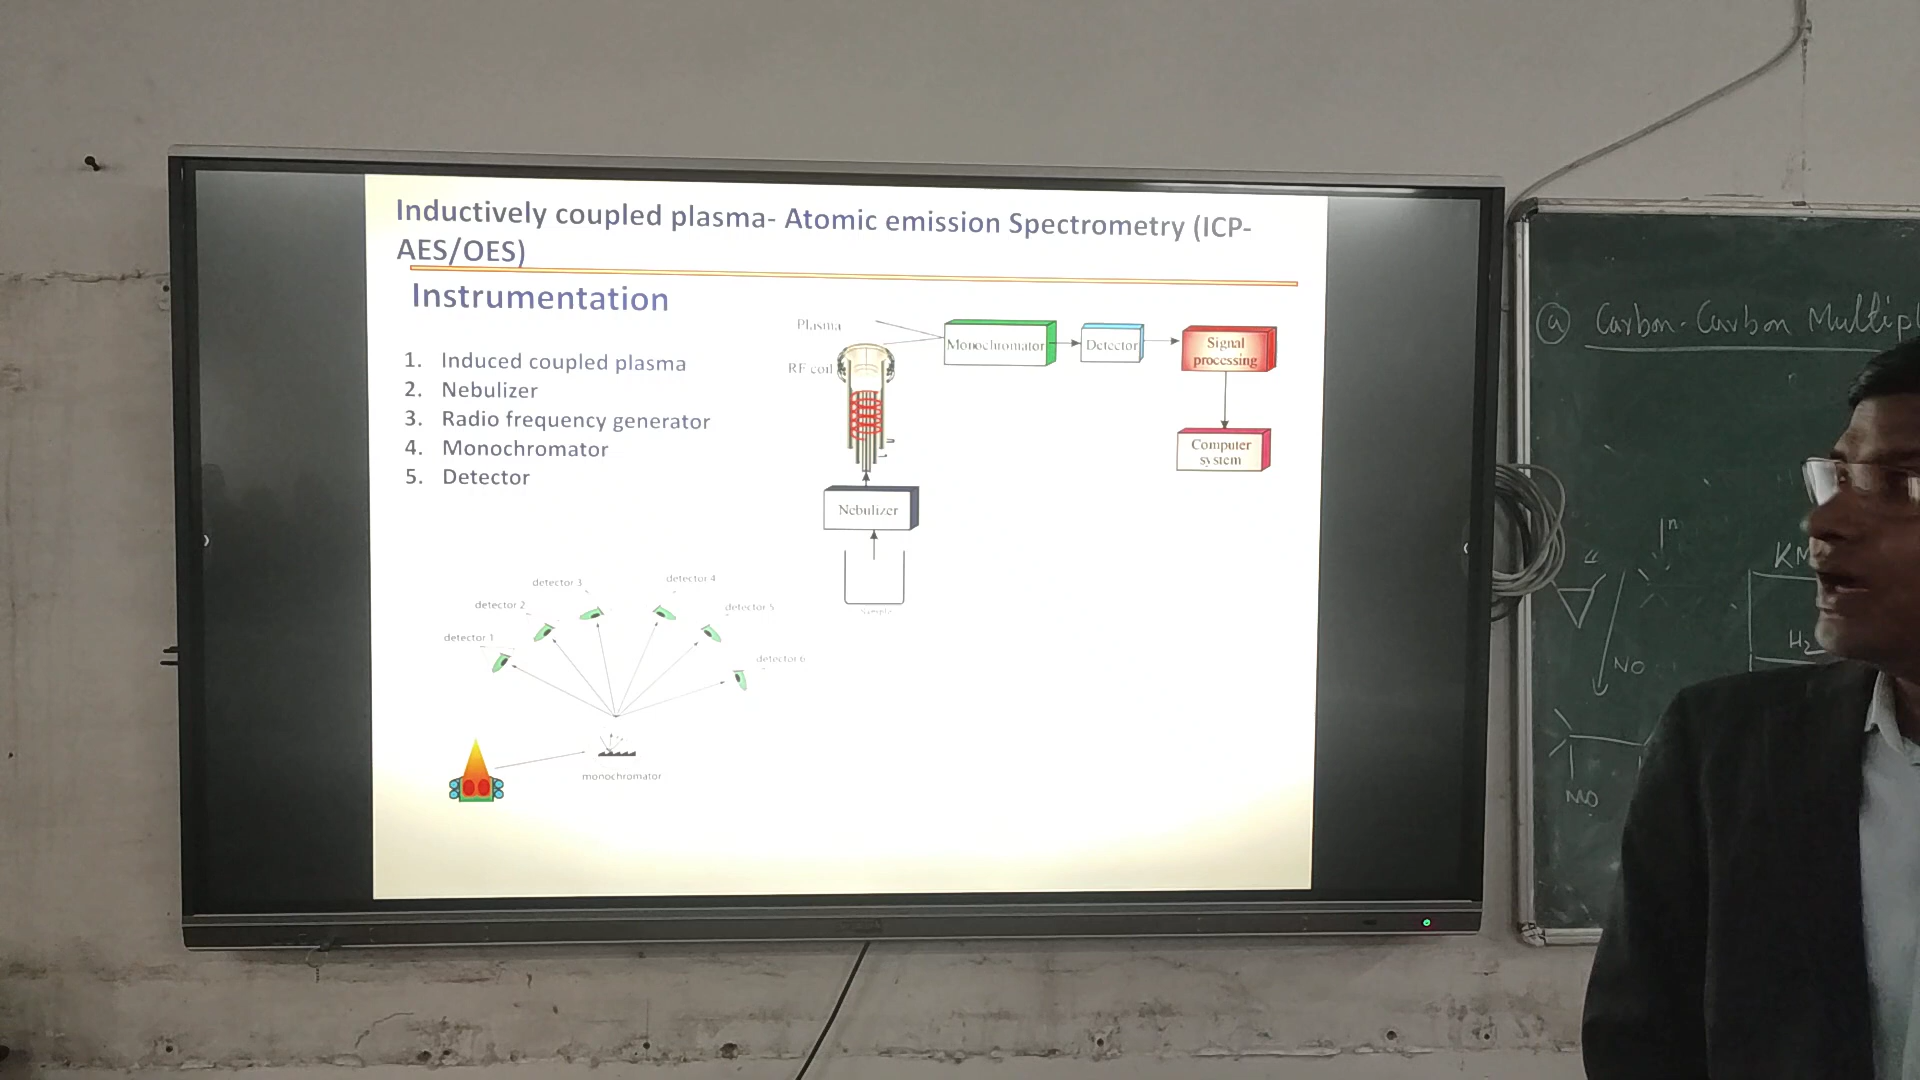 Inductively coupled plasma- Atomic emission Spectrometry (ICP-
AES/OES)
Instrumentation
1. Induced coupled plasma
2. Nebulizer
3. Radio frequency generator
4. Monochromator
5. Detector
Plasma
RF coil
Monochromator
Detector
Signal
processing
Computer
system
Nebulizer
Sample
detector 1
detector 2
detector 3
detector 4
detector 5
detector 6
monochromator
(a) Carbon-Carbon Multipl
KM
H2
NO